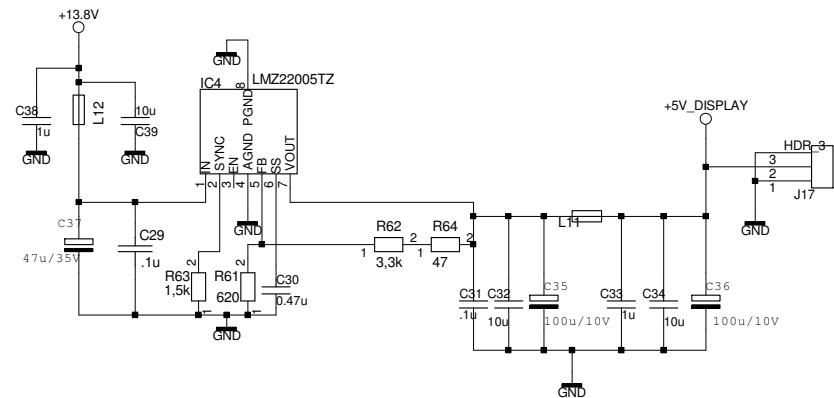 +13.8V
GND
IC4
LMZ22005TZ
8
PGND
IN
SYNC
EN
AGND
FB
SS
VOUT
1
2
3
4
5
6
7
C38
1u
GND
L12
10u
C39
GND
+5V_DISPLAY
HDR_3
3
2
1
J17
GND
C37
47u/35V
C29
.1u
GND
R62
1
2
3,3k
R64
2
1
47
L11
2
R63
1,5k
1
2
R61
620
1
C30
0.47u
GND
C31
.1u
C32
10u
C35
100u/10V
C33
1u
C34
10u
C36
100u/10V
GND